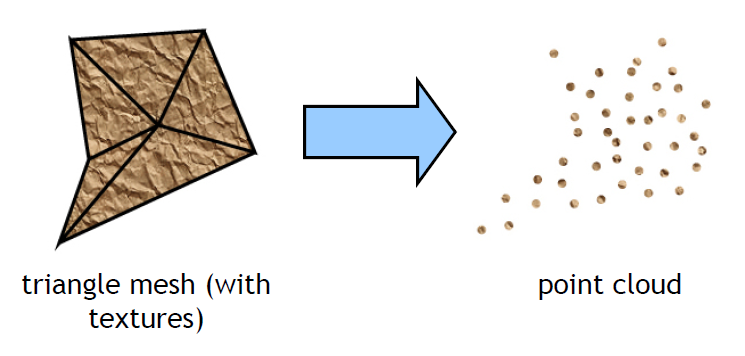 triangle mesh (with
textures)
point cloud